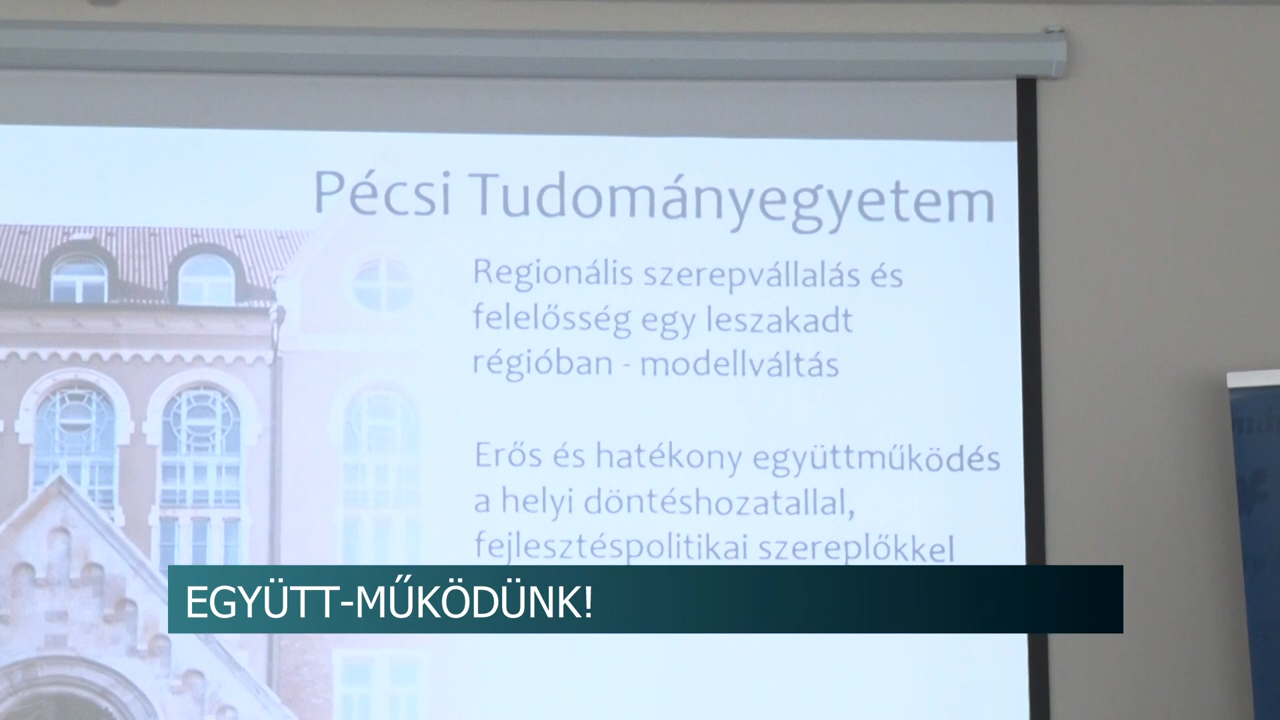 Pécsi Tudományegyetem
Regionális szerepvállalás és
felelősség egy leszakadt
régióban - modellváltás
Erős és hatékony együttműködés
a helyi döntéshozatallal,
fejlesztéspolitikai szereplőkkel
EGYÜTT-MŰKÖDÜNK!